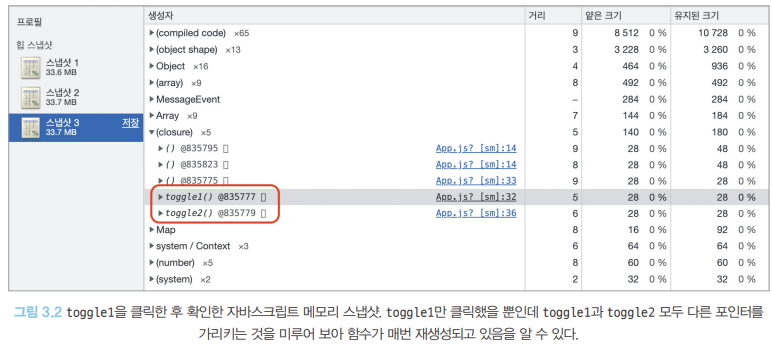 프로필
힙 스냅샷
스냅샷 1
33.6 MB
스냅샷 2
33.7 MB
스냅샷 3 저장
33.7 MB
생성자 거리 얕은 크기 유지된 크기
▶(compiled code) ×65 9 8 512 0 % 10 728 0 %
▶(object shape) ×13 3 3 228 0 % 3 260 0 %
▶Object ×16 4 464 0 % 936 0 %
▶(array) ×9 8 492 0 % 492 0 %
▶MessageEvent – 284 0 % 284 0 %
▶Array ×9 7 144 0 % 184 0 %
▼(closure) ×5 5 140 0 % 180 0 %
▶() @835795 App.js? [sm]:14 9 28 0 % 48 0 %
▶() @835823 App.js? [sm]:14 8 28 0 % 48 0 %
▶() @835775 App.js? [sm]:33 9 28 0 % 28 0 %
▶toggle1() @835777 App.js? [sm]:32 5 28 0 % 28 0 %
▶toggle2() @835779 App.js? [sm]:36 6 28 0 % 28 0 %
▶Map 8 16 0 % 92 0 %
▶system / Context ×3 6 64 0 % 64 0 %
▶(number) ×5 8 60 0 % 60 0 %
▶(system) ×2 2 32 0 % 32 0 %
그림 3.2 toggle1을 클릭한 후 확인한 자바스크립트 메모리 스냅샷. toggle1만 클릭했을 뿐인데 toggle1과 toggle2 모두 다른 포인터를
가리키는 것을 미루어 보아 함수가 매번 재생성되고 있음을 알 수 있다.